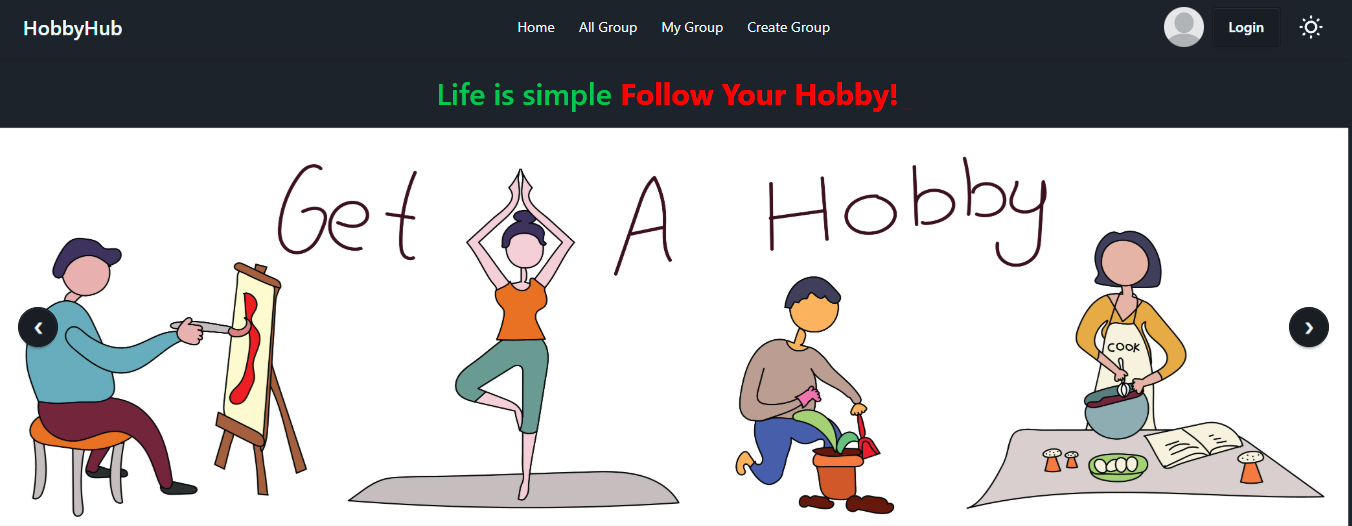 HobbyHub
Home All Group My Group Create Group
Login
Life is simple Follow Your Hobby!
Get A Hobby
COOK